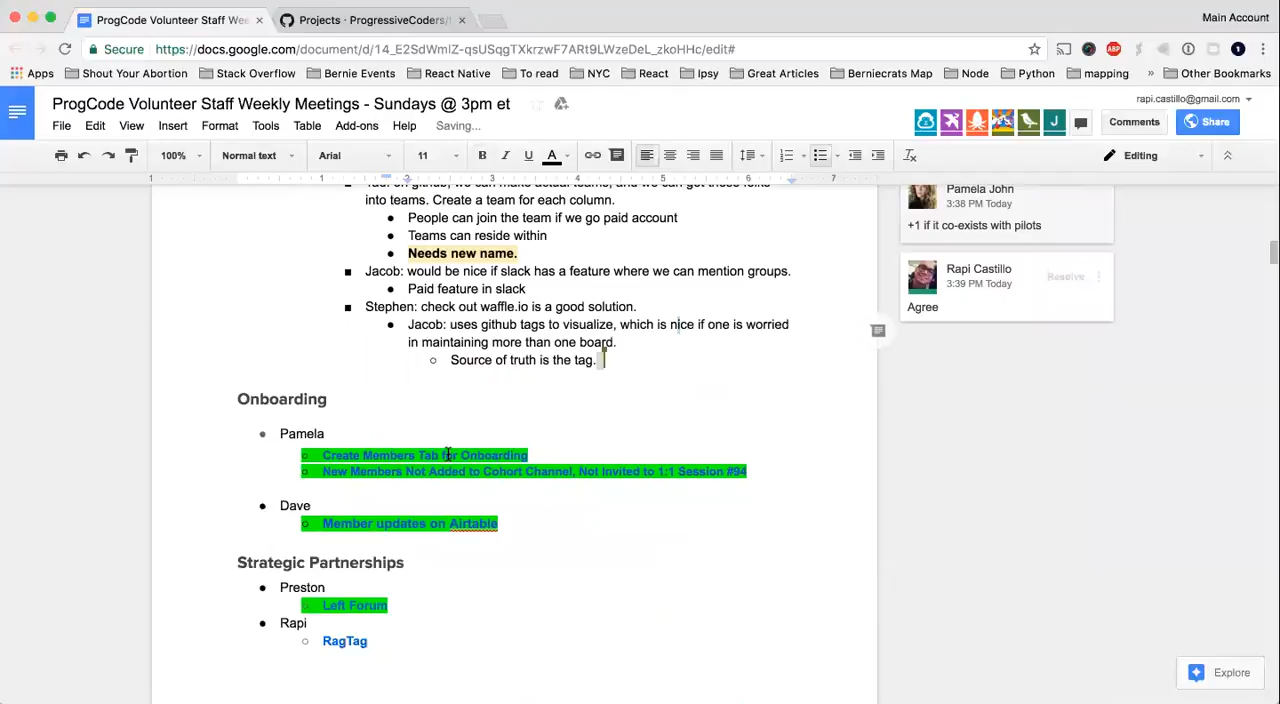 ProgCode Volunteer Staff Wee
Projects · ProgressiveCoders/
Main Account
Secure
https://docs.google.com/document/d/14_E2SdWmIZ-qsUSqgTXkrzwF7ARt9LWzeDeL_zkoHHc/edit#
Apps
Shout Your Abortion
Stack Overflow
Bernie Events
React Native
To read
NYC
React
Ipsy
Great Articles
Berniecrats Map
Node
Python
mapping
»
Other Bookmarks
ProgCode Volunteer Staff Weekly Meetings - Sundays @ 3pm et
rapi.castillo@gmail.com
File Edit View Insert Format Tools Table Add-ons Help Saving...
J
Comments
Share
100% Normal text Arial 11 B I U A
Editing
1 1 2 3 4 5 6 7
into teams. Create a team for each column.
● People can join the team if we go paid account
● Teams can reside within
● Needs new name.
■ Jacob: would be nice if slack has a feature where we can mention groups.
● Paid feature in slack
■ Stephen: check out waffle.io is a good solution.
● Jacob: uses github tags to visualize, which is nice if one is worried
in maintaining more than one board.
○ Source of truth is the tag.
Pamela John
3:38 PM Today
+1 if it co-exists with pilots
Rapi Castillo
3:39 PM Today
Resolve
Agree
Onboarding
● Pamela
○ Create Members Tab for Onboarding
○ New Members Not Added to Cohort Channel, Not Invited to 1:1 Session #94
● Dave
○ Member updates on Airtable
Strategic Partnerships
● Preston
○ Left Forum
● Rapi
○ RagTag
Explore